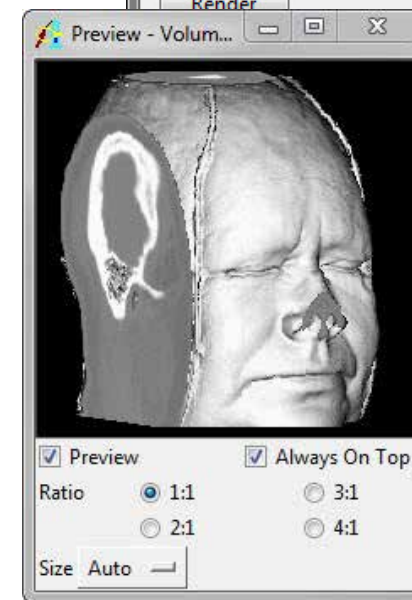 Render
Preview - Volum...
Preview Always On Top
Ratio 1:1 3:1
2:1 4:1
Size Auto